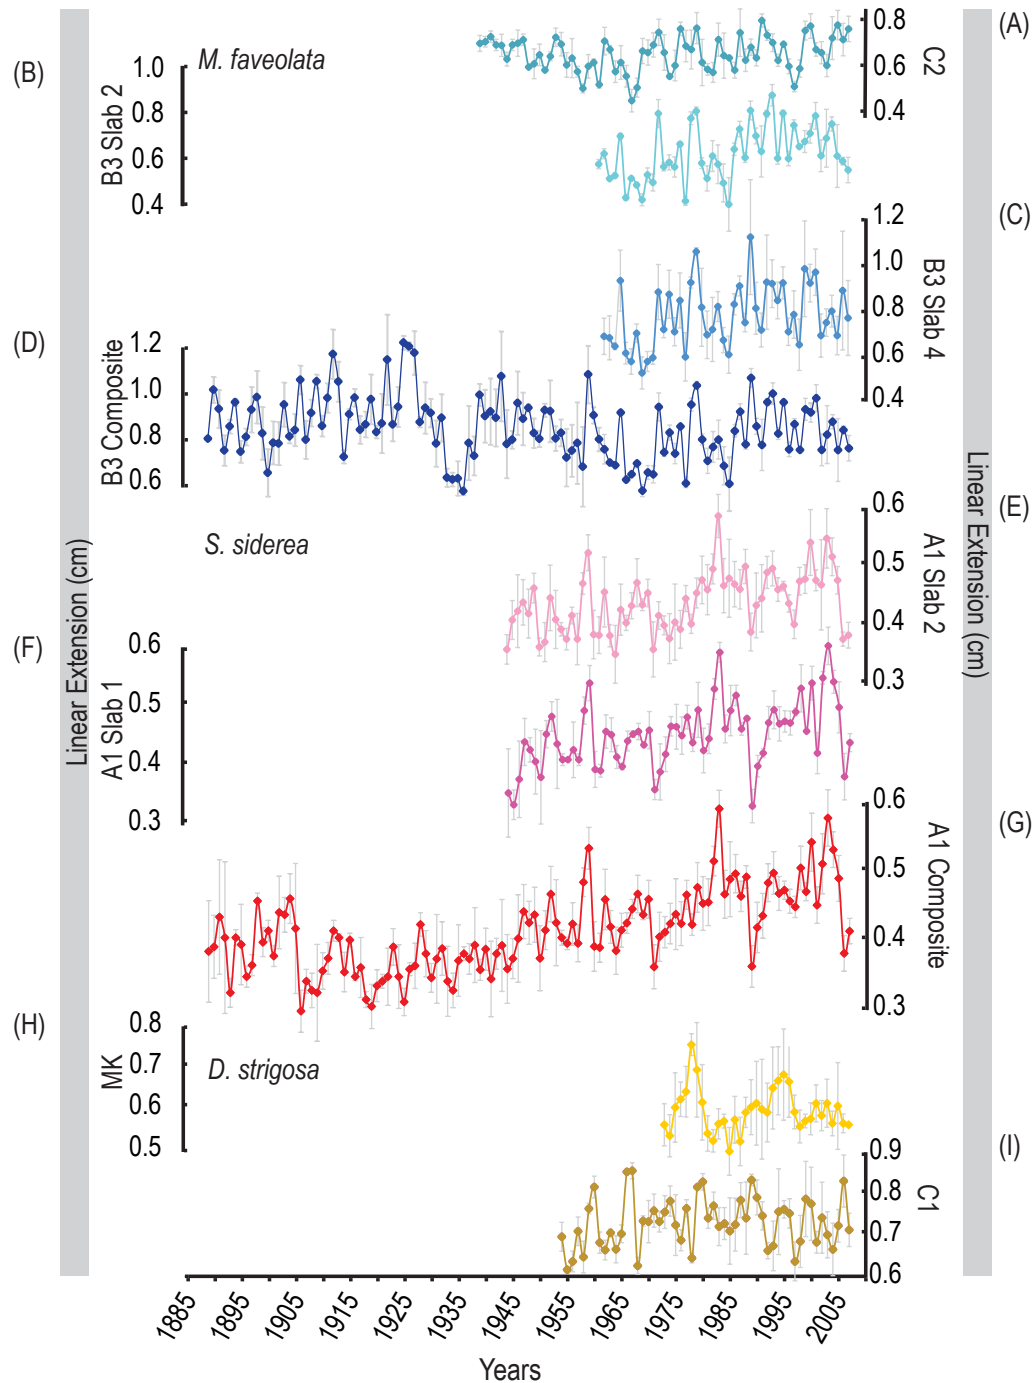 (A)
0.8
0.6
0.4
C2
M. faveolata
(B)
1.0
0.8
0.6
0.4
B3 Slab 2
(C)
1.2
1.0
0.8
0.6
0.4
B3 Slab 4
(D)
1.2
1.0
0.8
0.6
B3 Composite
(E)
0.6
0.5
0.4
0.3
A1 Slab 2
S. siderea
(F)
0.6
0.5
0.4
0.3
A1 Slab 1
(G)
0.6
0.5
0.4
0.3
A1 Composite
(H)
0.8
0.7
0.6
0.5
MK
D. strigosa
(I)
0.9
0.8
0.7
0.6
C1
Linear Extension (cm)
Linear Extension (cm)
1885 1895 1905 1915 1925 1935 1945 1955 1965 1975 1985 1995 2005
Years